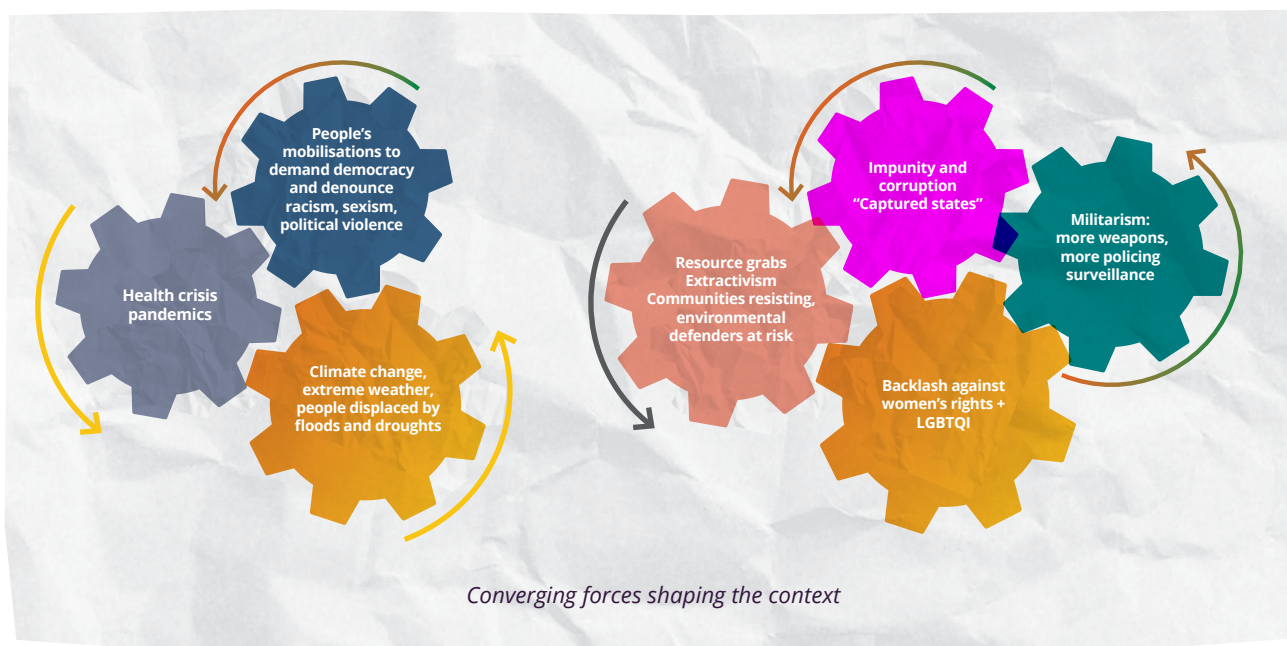 People’s
mobilisations to
demand democracy
and denounce
racism, sexism,
political violence
Health crisis
pandemics
Climate change,
extreme weather,
people displaced by
floods and droughts
Impunity and
corruption
“Captured states”
Militarism:
more weapons,
more policing
surveillance
Resource grabs
Extractivism
Communities resisting,
environmental
defenders at risk
Backlash against
women’s rights +
LGBTQI
Converging forces shaping the context